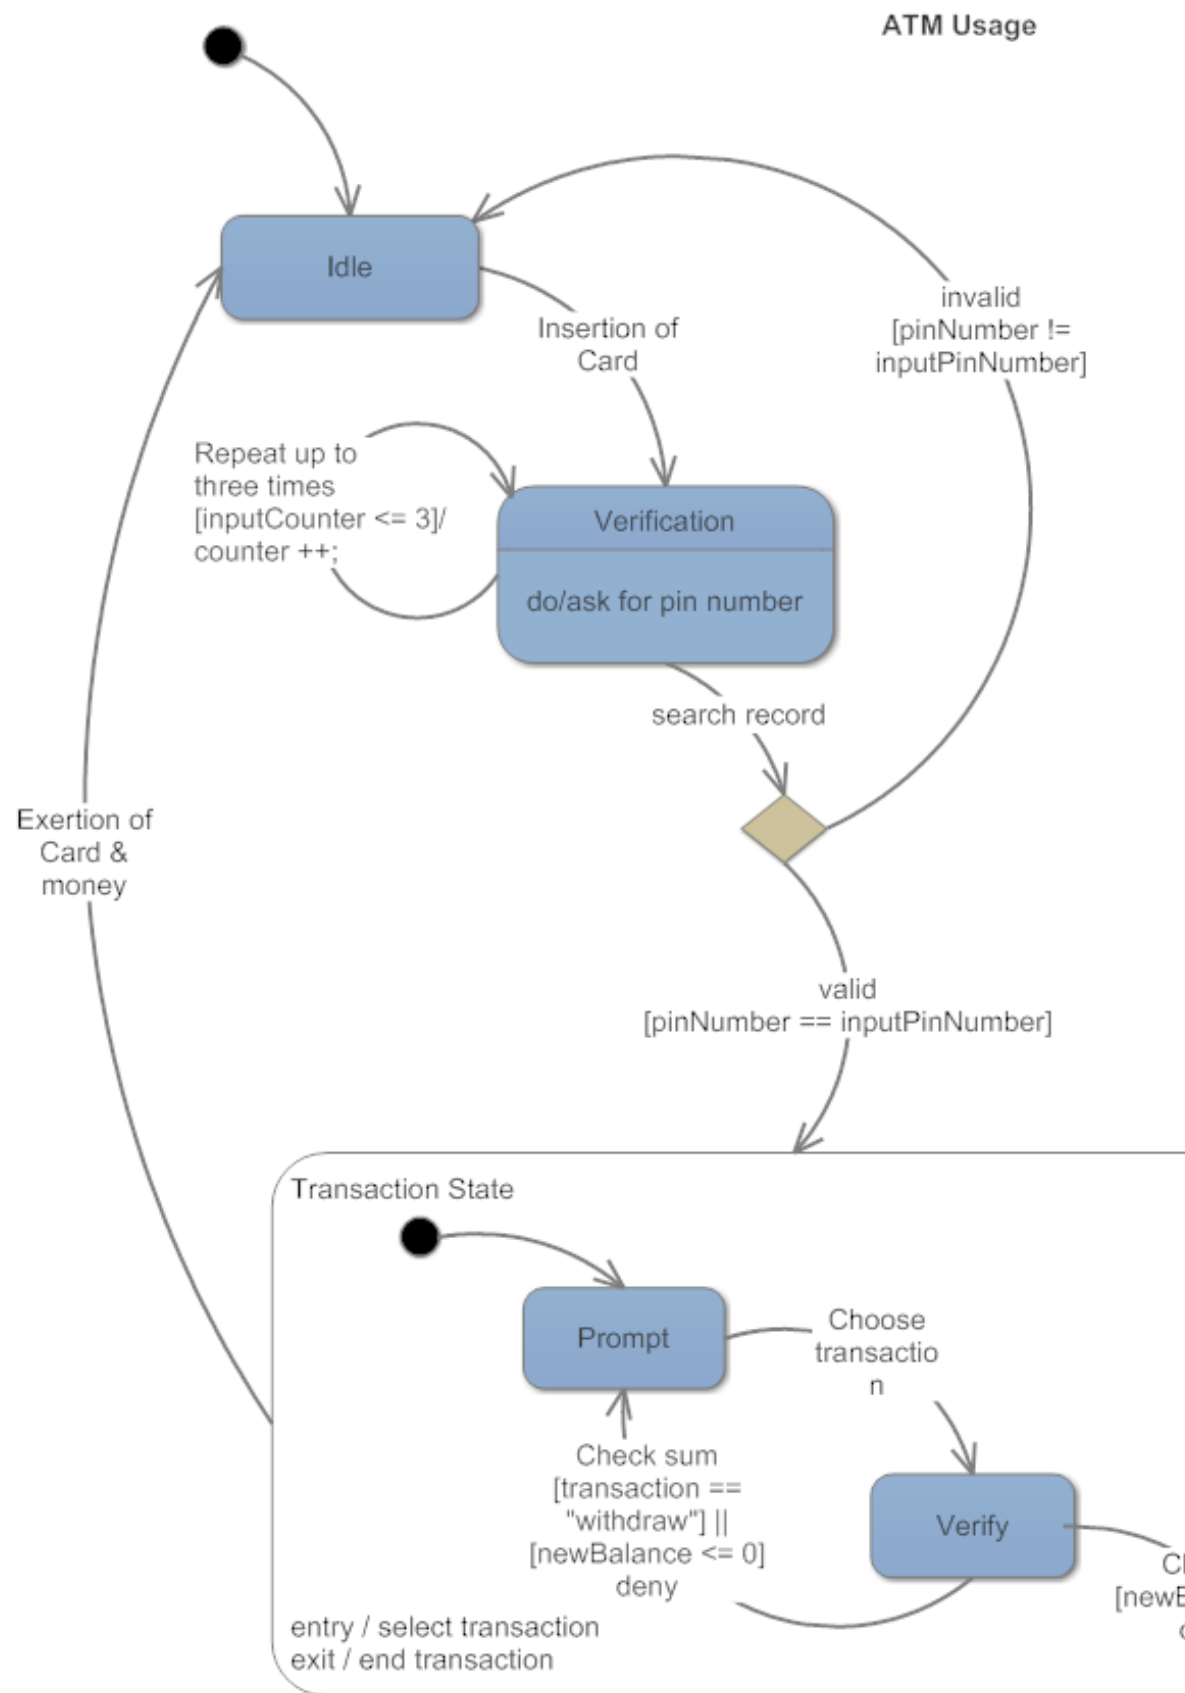 ATM Usage
Idle
invalid
[pinNumber !=
inputPinNumber]
Insertion of
Card
Repeat up to
three times
[inputCounter <= 3]/
counter ++;
Verification
do/ask for pin number
search record
Exertion of
Card &
money
valid
[pinNumber == inputPinNumber]
Transaction State
Prompt
Choose
transactio
n
Check sum
[transaction ==
"withdraw"] ||
[newBalance <= 0]
deny
Verify
entry / select transaction
exit / end transaction